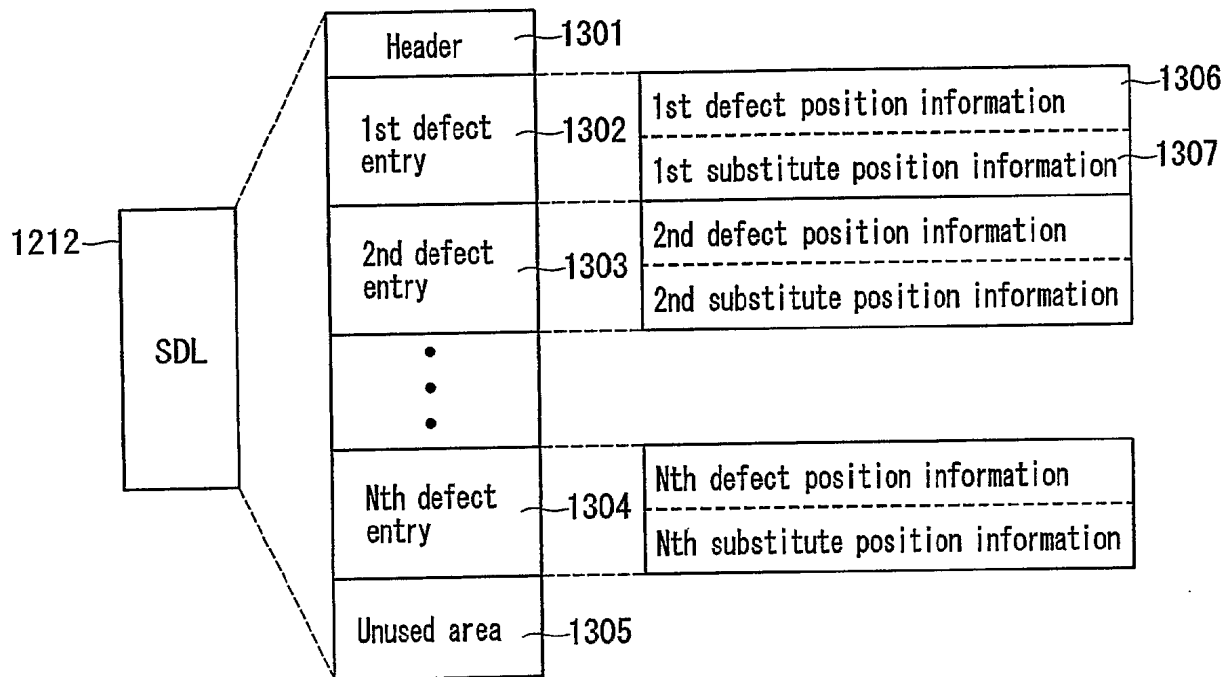 Header
1301
1st defect
entry
1302
1st defect position information
1306
1st substitute position information
1307
1212
SDL
2nd defect
entry
1303
2nd defect position information
2nd substitute position information
Nth defect
entry
1304
Nth defect position information
Nth substitute position information
Unused area
1305